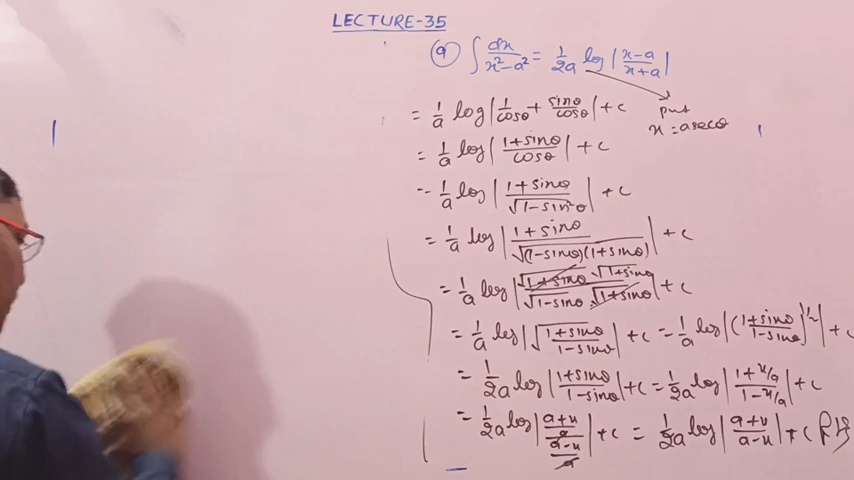 LECTURE-35
(9) ∫ dx/(x²-a²) = 1/2a log|(x-a)/(x+a)|
put
x = a secθ
= 1/a log|1/cosθ + sinθ/cosθ| + c
= 1/a log|(1+sinθ)/cosθ| + c
= 1/a log|(1+sinθ)/√(1-sin²θ)| + c
= 1/a log|(1+sinθ)/√((1-sinθ)(1+sinθ))| + c
= 1/a log|(√(1+sinθ) √(1+sinθ))/(√(1-sinθ) √(1+sinθ))| + c
= 1/a log|√((1+sinθ)/(1-sinθ))| + c = 1/a log|((1+sinθ)/(1-sinθ))^(1/2)| + c
= 1/2a log|(1+sinθ)/(1-sinθ)| + c = 1/2a log|(1+x/a)/(1-x/a)| + c
= 1/2a log|((a+x)/a)/((a-x)/a)| + c = 1/2a log|(a+x)/(a-x)| + c